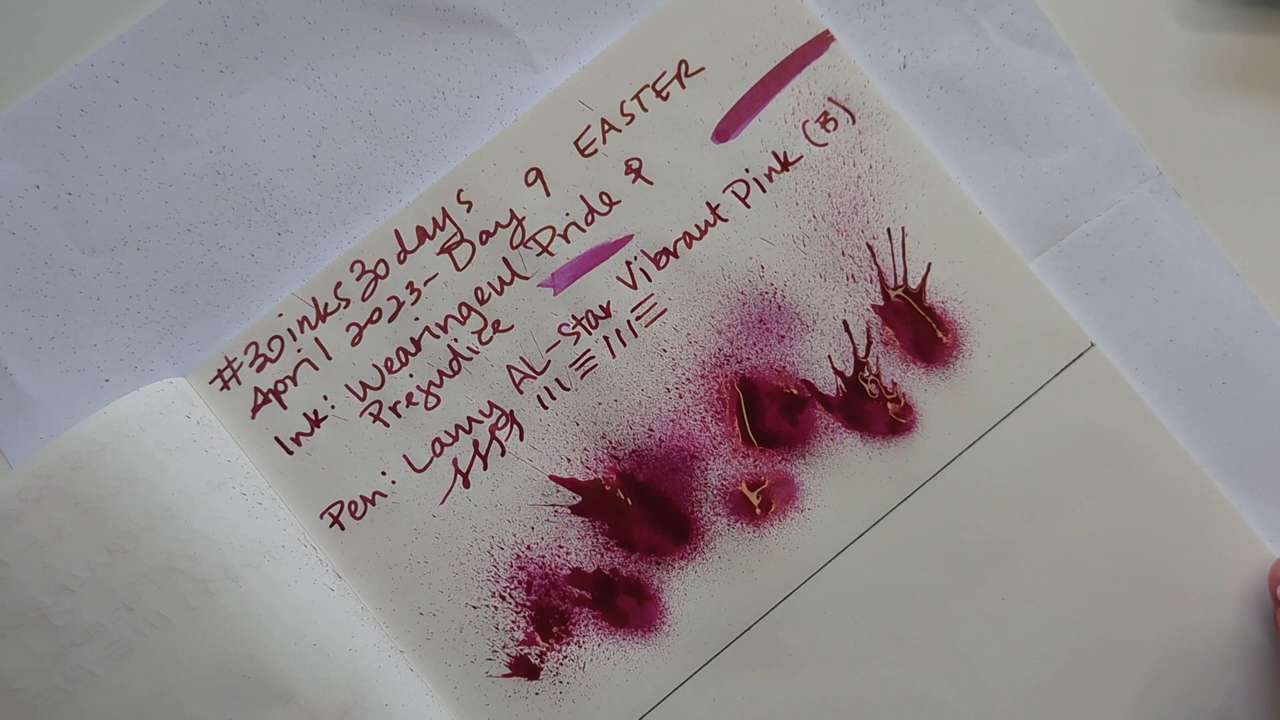 #30inks30days
April 2023- Day 9 EASTER
Ink: Wearingeul Pride &
Prejudice
Pen: Lamy AL-Star Vibrant Pink (B)